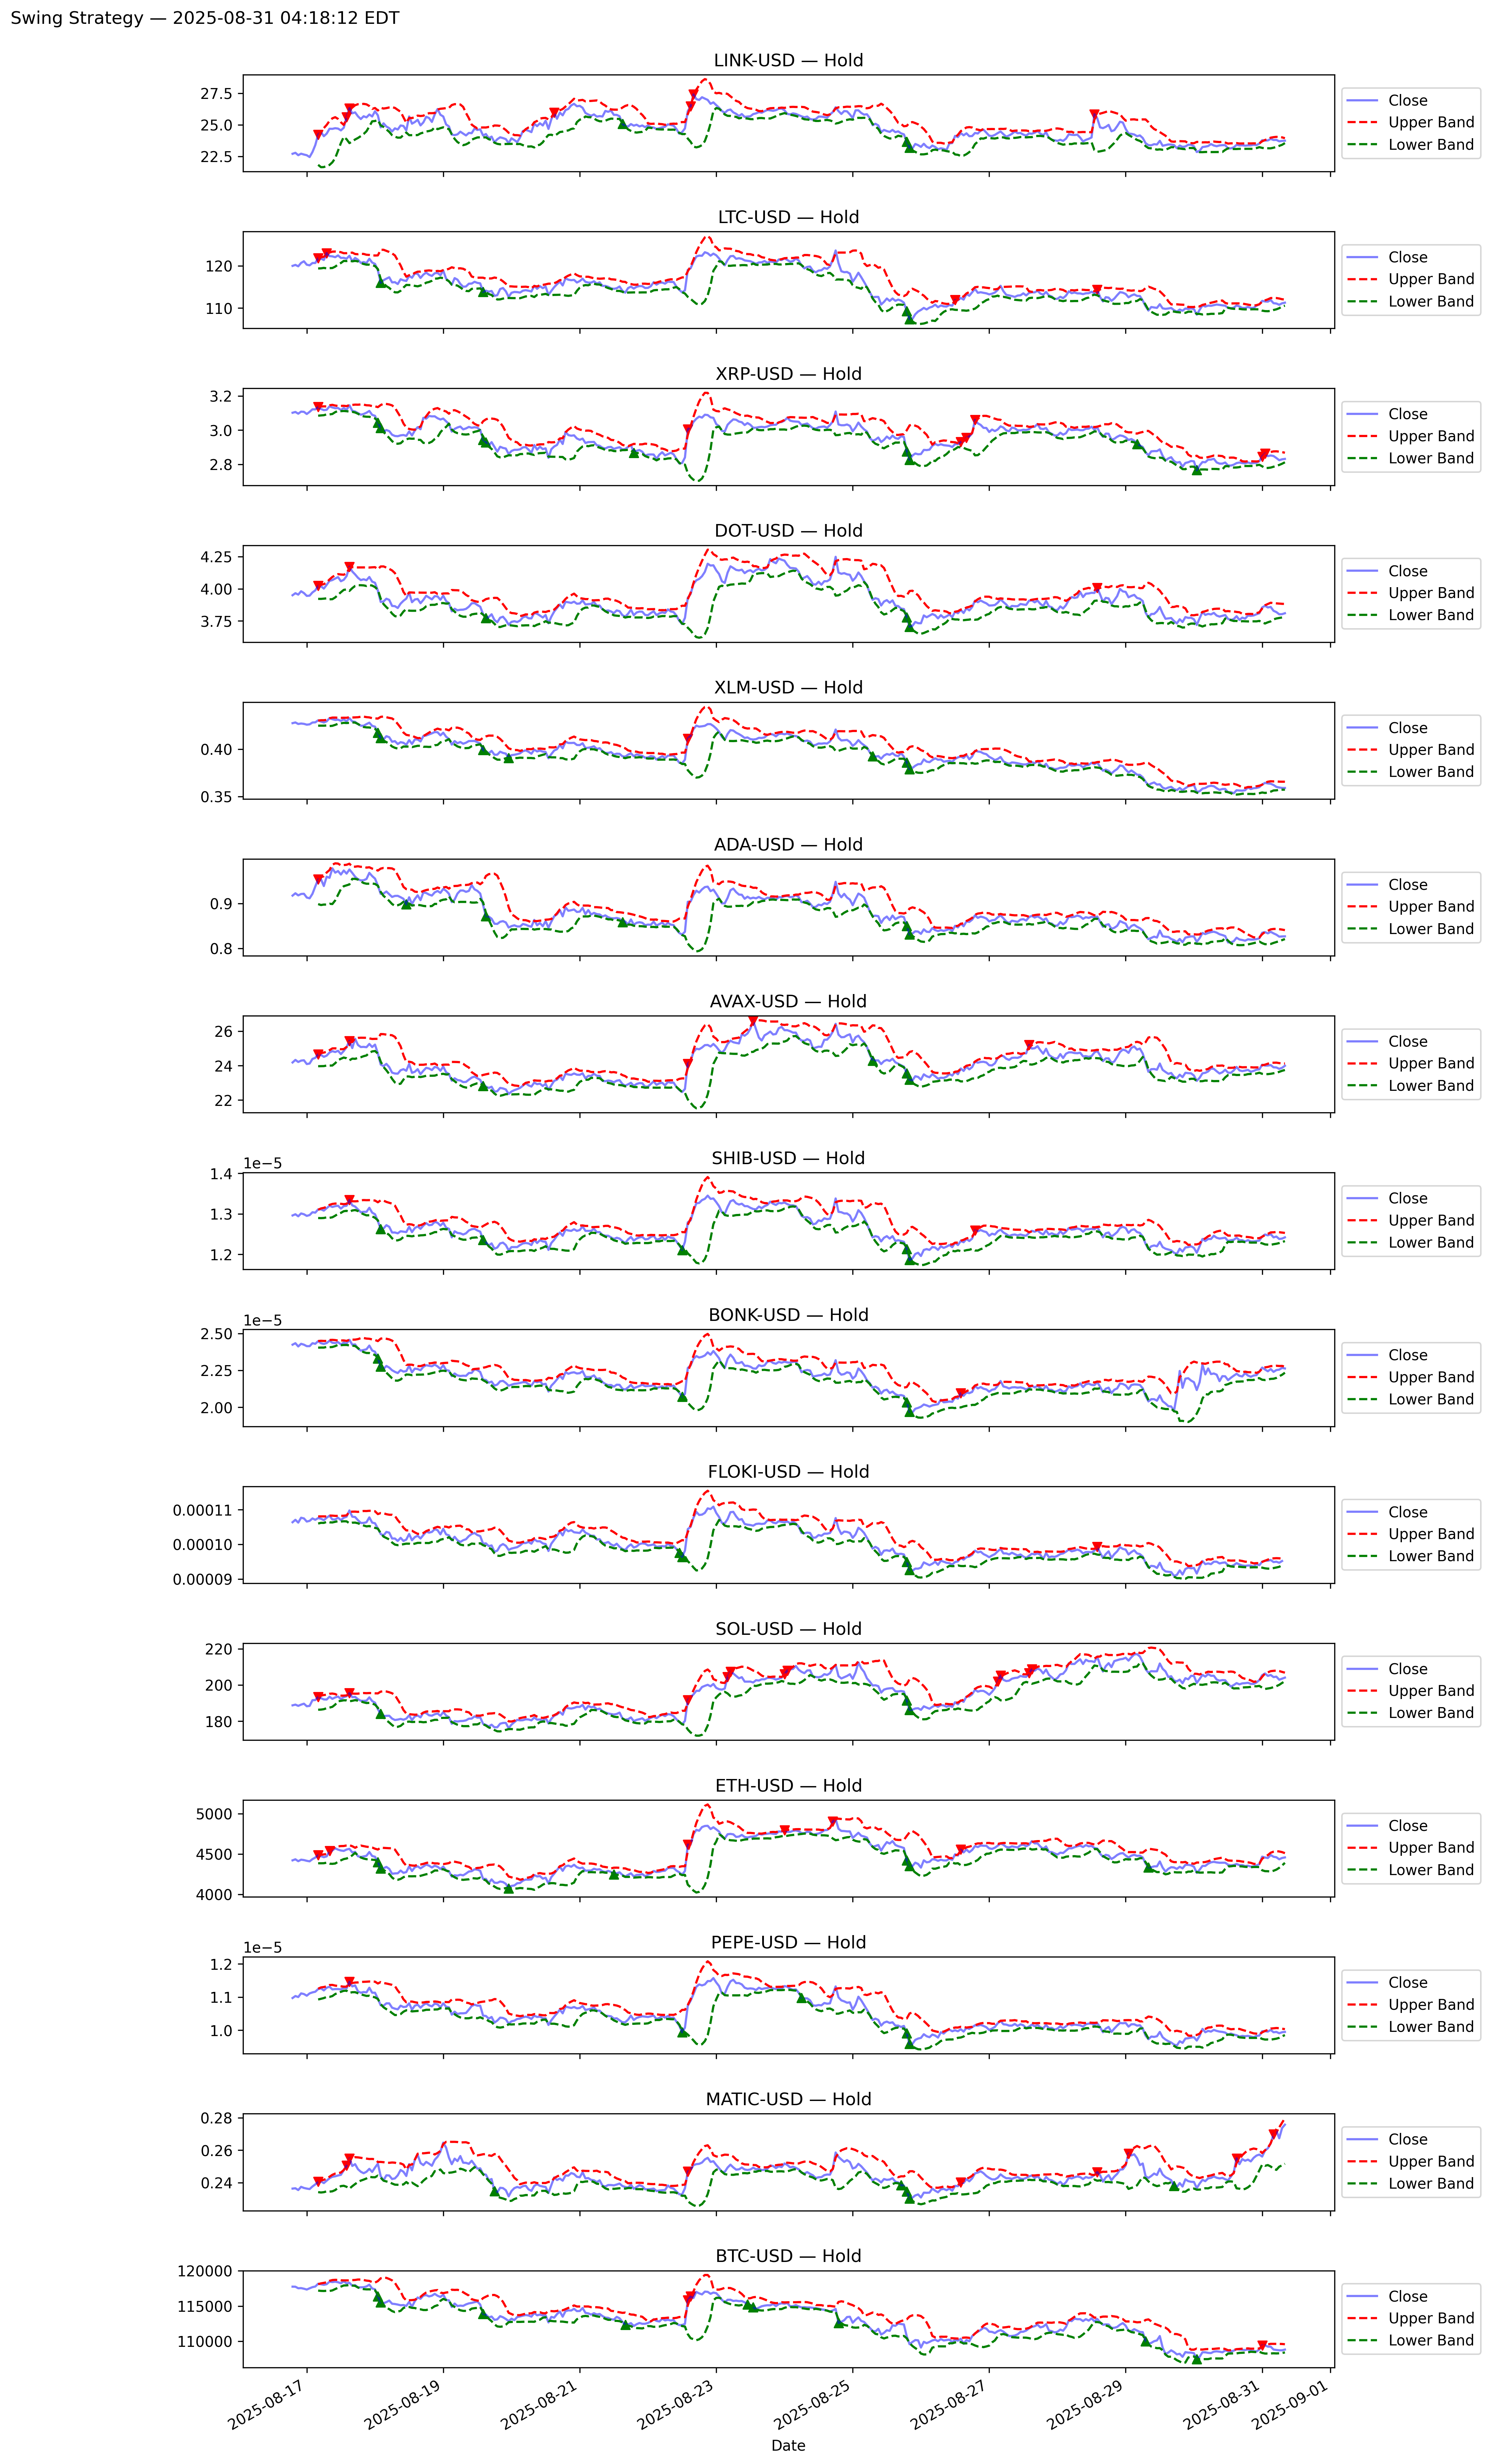 Swing Strategy — 2025-08-31 04:18:12 EDT
LINK-USD — Hold
27.5
25.0
22.5
Close
Upper Band
Lower Band
LTC-USD — Hold
120
110
Close
Upper Band
Lower Band
XRP-USD — Hold
3.2
3.0
2.8
Close
Upper Band
Lower Band
DOT-USD — Hold
4.25
4.00
3.75
Close
Upper Band
Lower Band
XLM-USD — Hold
0.40
0.35
Close
Upper Band
Lower Band
ADA-USD — Hold
0.9
0.8
Close
Upper Band
Lower Band
AVAX-USD — Hold
26
24
22
Close
Upper Band
Lower Band
SHIB-USD — Hold
1e−5
1.4
1.3
1.2
Close
Upper Band
Lower Band
BONK-USD — Hold
1e−5
2.50
2.25
2.00
Close
Upper Band
Lower Band
FLOKI-USD — Hold
0.00011
0.00010
0.00009
Close
Upper Band
Lower Band
SOL-USD — Hold
220
200
180
Close
Upper Band
Lower Band
ETH-USD — Hold
5000
4500
4000
Close
Upper Band
Lower Band
PEPE-USD — Hold
1e−5
1.2
1.1
1.0
Close
Upper Band
Lower Band
MATIC-USD — Hold
0.28
0.26
0.24
Close
Upper Band
Lower Band
BTC-USD — Hold
120000
115000
110000
Close
Upper Band
Lower Band
2025-08-17
2025-08-19
2025-08-21
2025-08-23
2025-08-25
2025-08-27
2025-08-29
2025-08-31
2025-09-01
Date